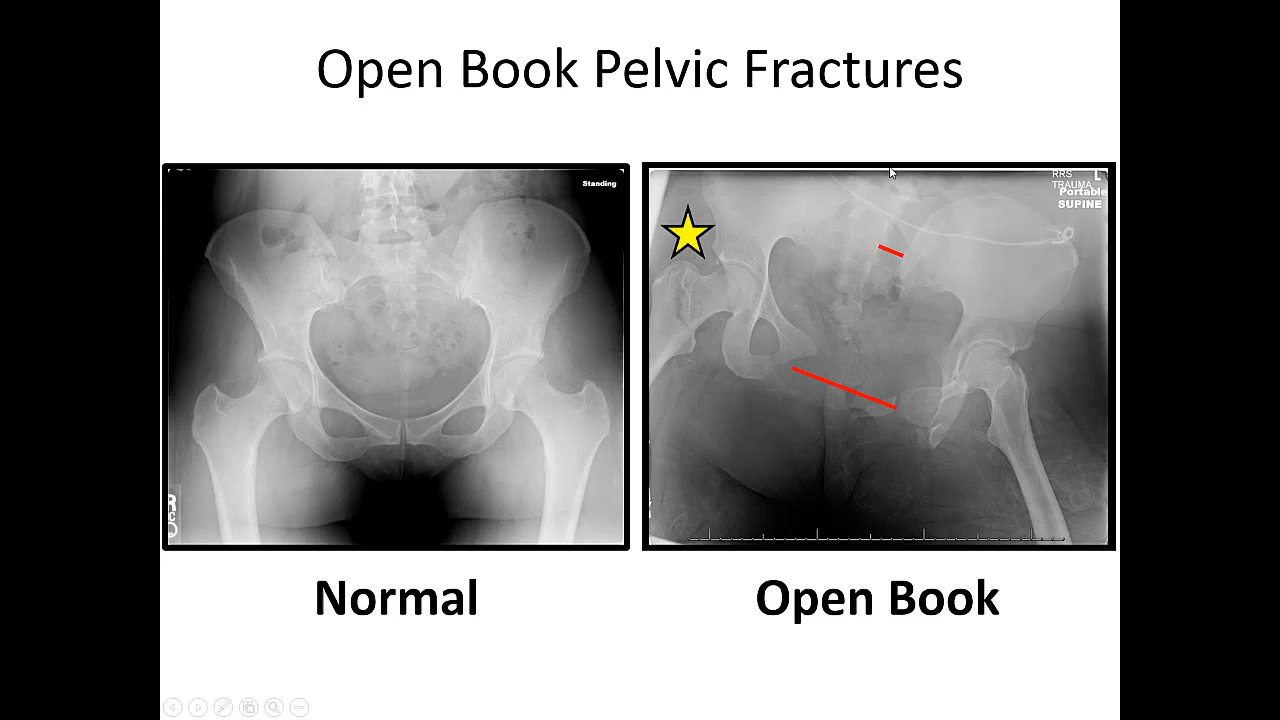 Open Book Pelvic Fractures
Standing
RRS
L
TRAUMA
Portable
SUPINE
Normal
Open Book